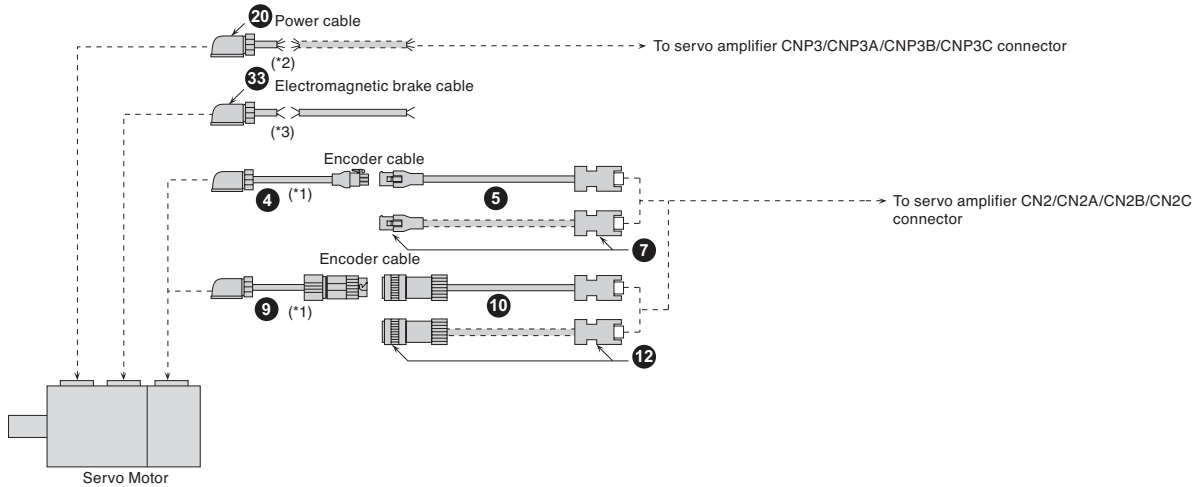 20 Power cable
(*2)
To servo amplifier CNP3/CNP3A/CNP3B/CNP3C connector
33 Electromagnetic brake cable
(*3)
Encoder cable
4 (*1)
5
To servo amplifier CN2/CN2A/CN2B/CN2C
connector
7
Encoder cable
9 (*1)
10
12
Servo Motor